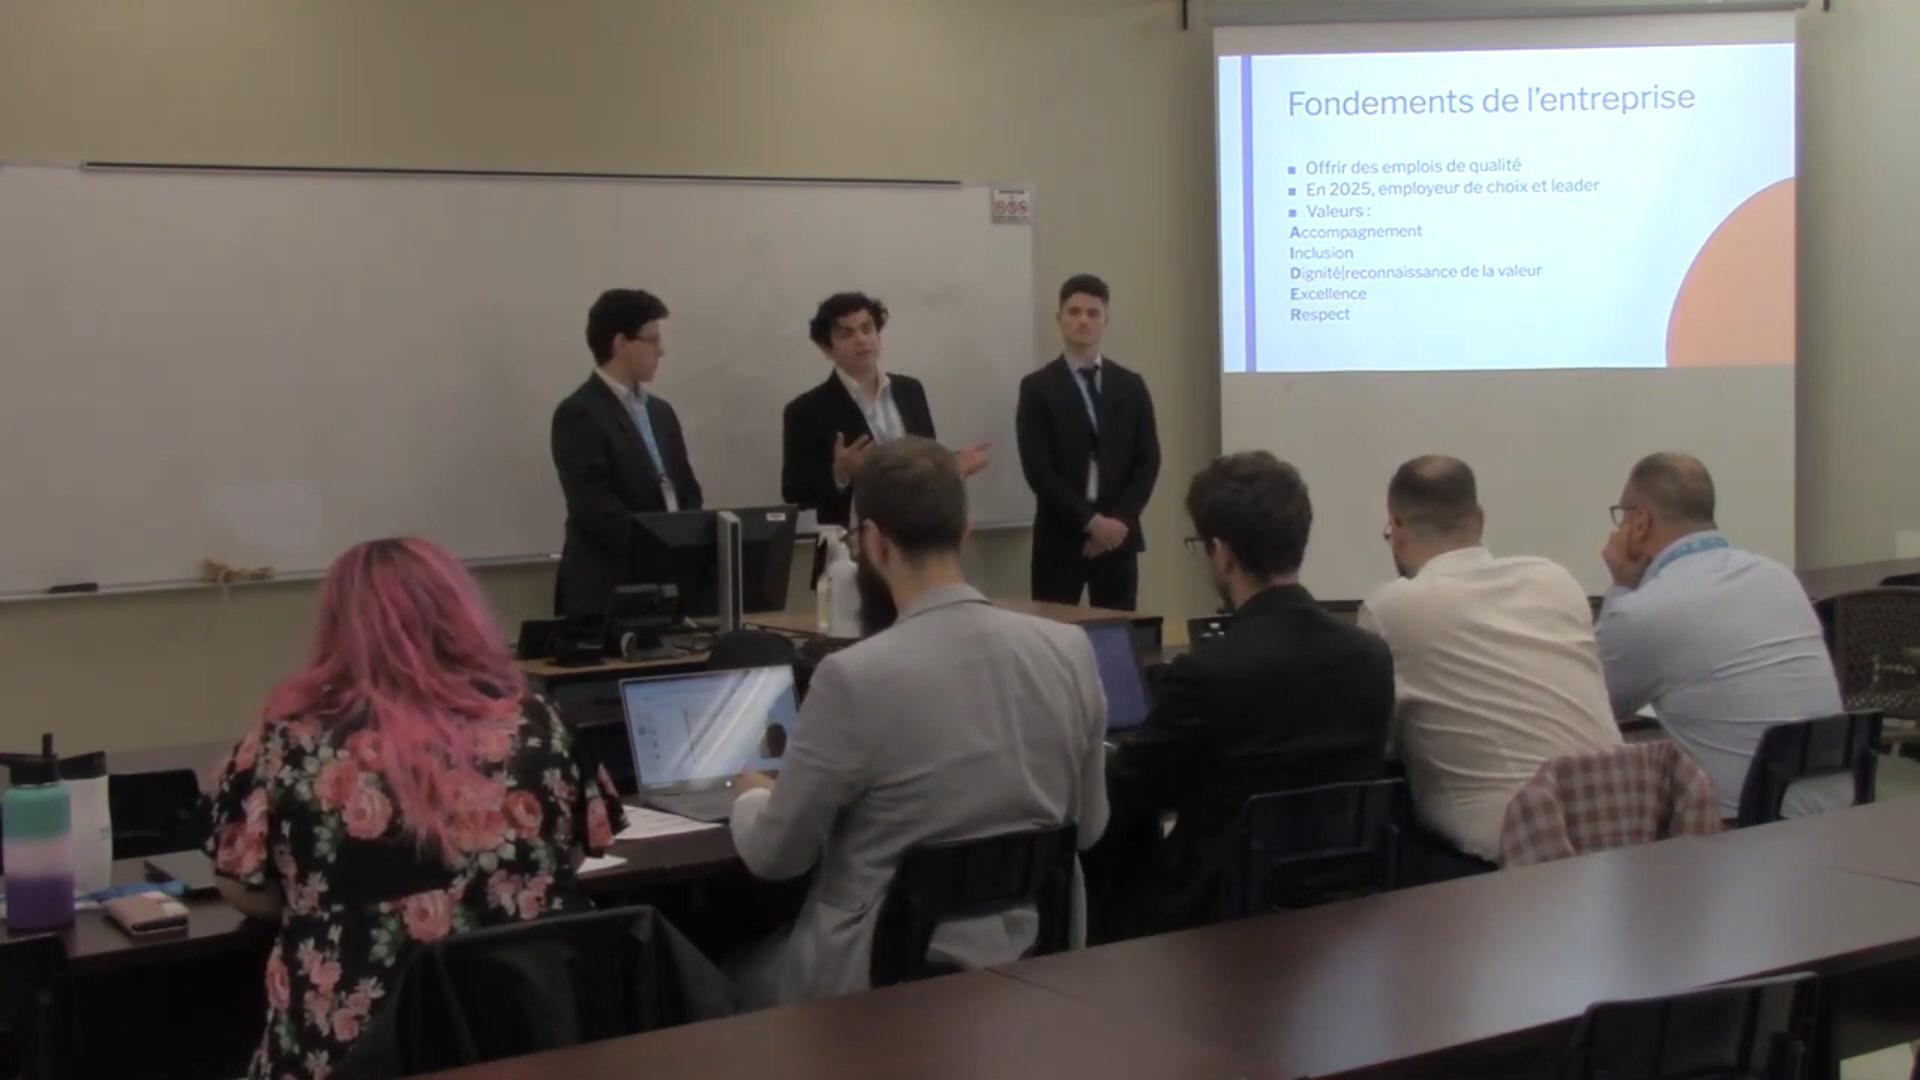 Fondements de l'entreprise
▪ Offrir des emplois de qualité
▪ En 2025, employeur de choix et leader
▪ Valeurs :
Accompagnement
Inclusion
Dignité|reconnaissance de la valeur
Excellence
Respect